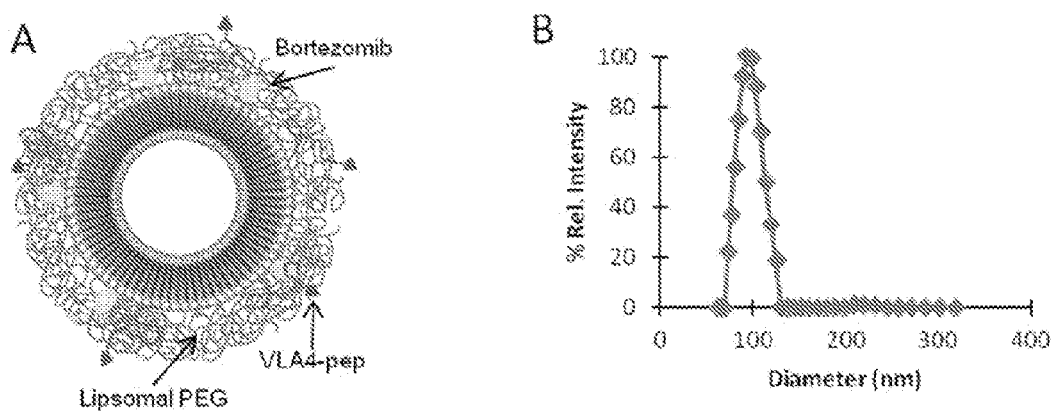 A
Bortezomib
VLA4-pep
Lipsomal PEG
B
% Rel. Intensity
100
80
60
40
20
0
0 100 200 300 400
Diameter (nm)